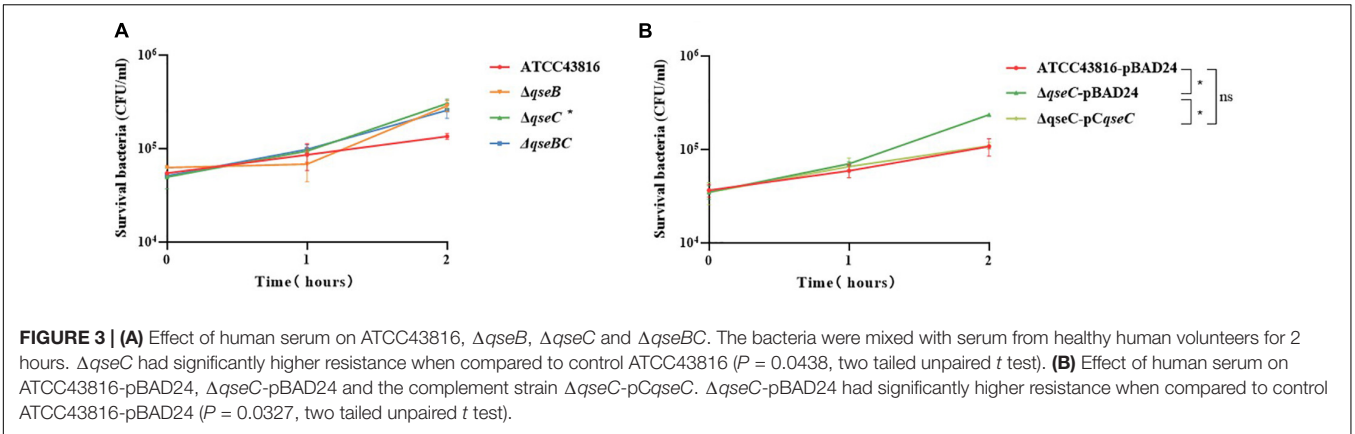 A
Survival bacteria (CFU/ml)
10⁶
10⁵
10⁴
0
1
2
Time( hours)
ATCC43816
ΔqseB
ΔqseC *
ΔqseBC
B
Survival bacteria (CFU/ml)
10⁶
10⁵
10⁴
0
1
2
Time( hours)
ATCC43816-pBAD24
ΔqseC-pBAD24
ΔqseC-pCqseC
*
*
ns
FIGURE 3 | (A) Effect of human serum on ATCC43816, ΔqseB, ΔqseC and ΔqseBC. The bacteria were mixed with serum from healthy human volunteers for 2
hours. ΔqseC had significantly higher resistance when compared to control ATCC43816 (P = 0.0438, two tailed unpaired t test). (B) Effect of human serum on
ATCC43816-pBAD24, ΔqseC-pBAD24 and the complement strain ΔqseC-pCqseC. ΔqseC-pBAD24 had significantly higher resistance when compared to control
ATCC43816-pBAD24 (P = 0.0327, two tailed unpaired t test).